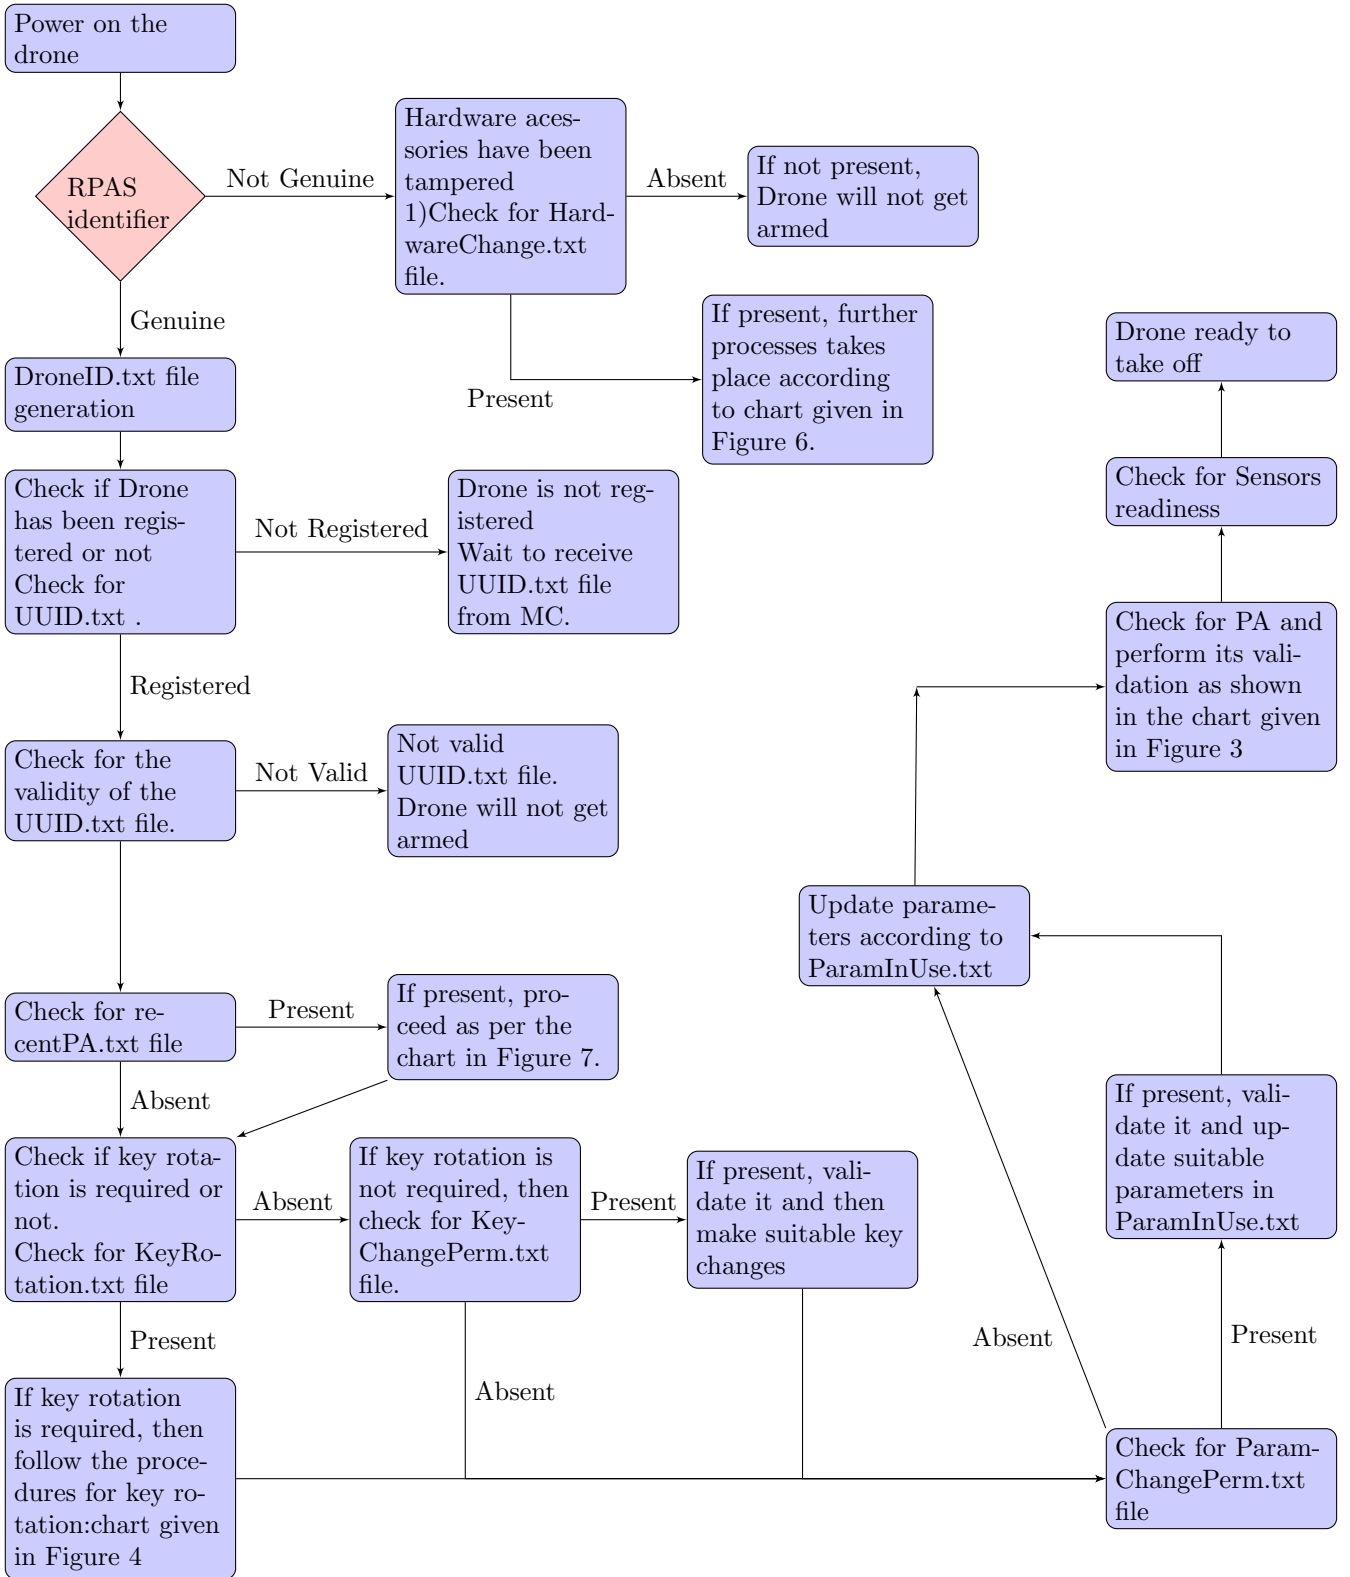 Power on the
drone
RPAS
identifier
Not Genuine
Hardware aces-
sories have been
tampered
1)Check for Hard-
wareChange.txt
file.
Absent
If not present,
Drone will not get
armed
Genuine
Present
If present, further
processes takes
place according
to chart given in
Figure 6.
DroneID.txt file
generation
Check if Drone
has been regis-
tered or not
Check for
UUID.txt .
Not Registered
Drone is not reg-
istered
Wait to receive
UUID.txt file
from MC.
Registered
Check for the
validity of the
UUID.txt file.
Not Valid
Not valid
UUID.txt file.
Drone will not get
armed
Check for re-
centPA.txt file
Present
If present, pro-
ceed as per the
chart in Figure 7.
Absent
Check if key rota-
tion is required or
not.
Check for KeyRo-
tation.txt file
Absent
If key rotation is
not required, then
check for Key-
ChangePerm.txt
file.
Present
If present, vali-
date it and then
make suitable key
changes
Present
Absent
If key rotation
is required, then
follow the proce-
dures for key ro-
tation:chart given
in Figure 4
Check for Param-
ChangePerm.txt
file
Absent
Present
If present, vali-
date it and up-
date suitable
parameters in
ParamInUse.txt
Update parame-
ters according to
ParamInUse.txt
Check for PA and
perform its vali-
dation as shown
in the chart given
in Figure 3
Check for Sensors
readiness
Drone ready to
take off